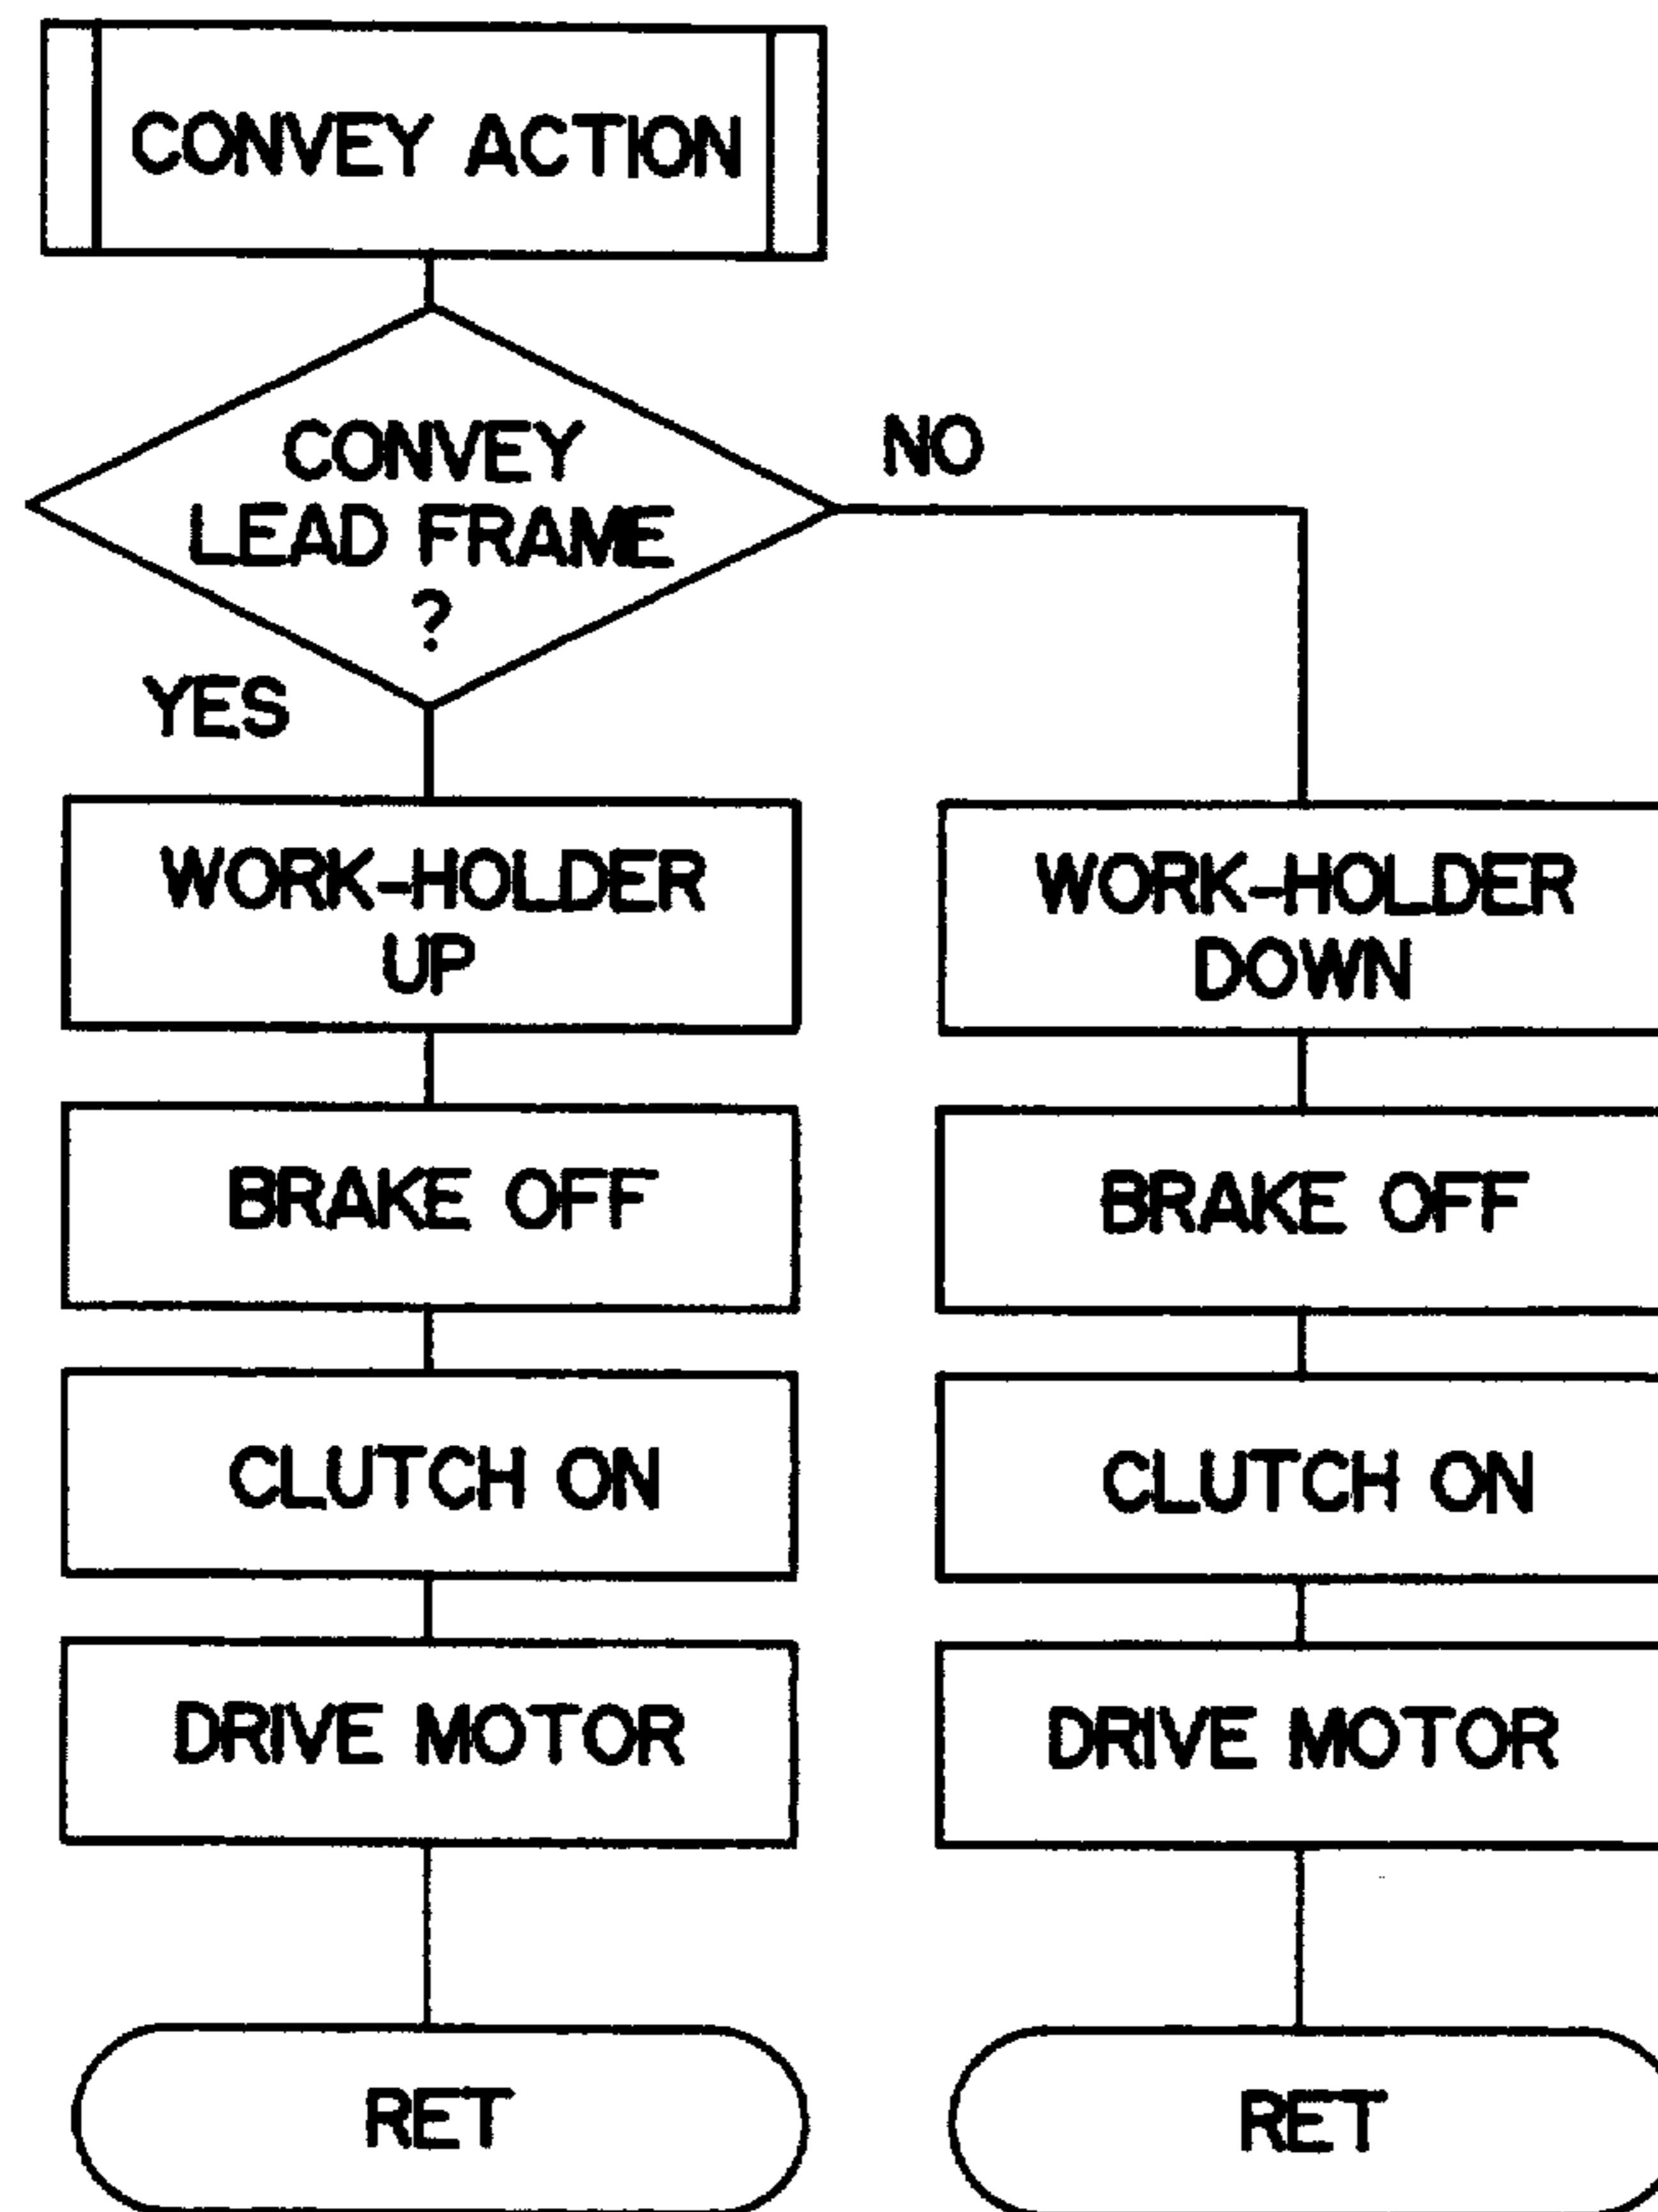 CONVEY ACTION
CONVEY
LEAD FRAME
?
NO
YES
WORK-HOLDER
UP
BRAKE OFF
CLUTCH ON
DRIVE MOTOR
RET
WORK-HOLDER
DOWN
BRAKE OFF
CLUTCH ON
DRIVE MOTOR
RET